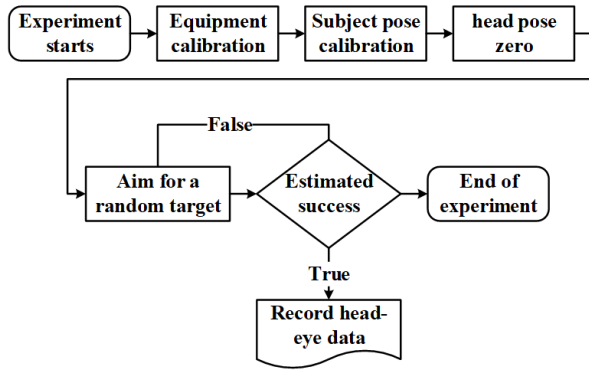 Experiment
starts
Equipment
calibration
Subject pose
calibration
head pose
zero
False
Aim for a
random target
Estimated
success
End of
experiment
True
Record head-
eye data